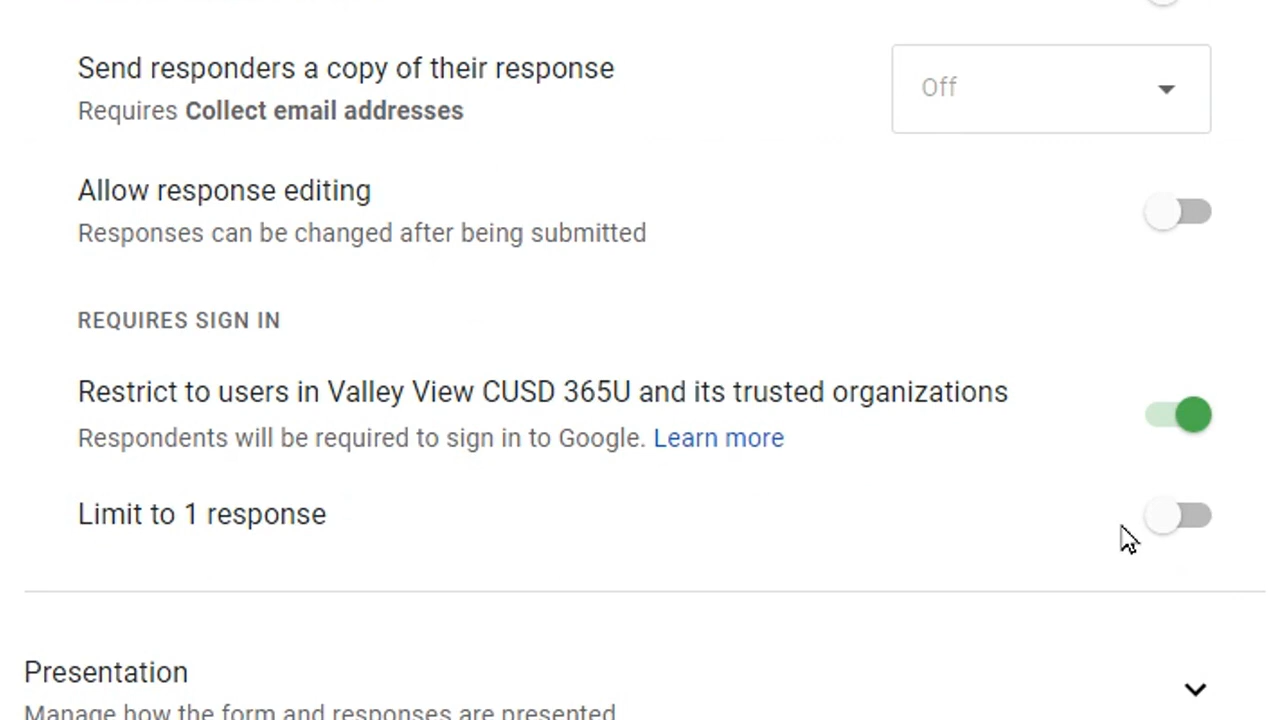 Send responders a copy of their response
Off
Requires Collect email addresses
Allow response editing
Responses can be changed after being submitted
REQUIRES SIGN IN
Restrict to users in Valley View CUSD 365U and its trusted organizations
Respondents will be required to sign in to Google. Learn more
Limit to 1 response
Presentation
Manage how the form and responses are presented